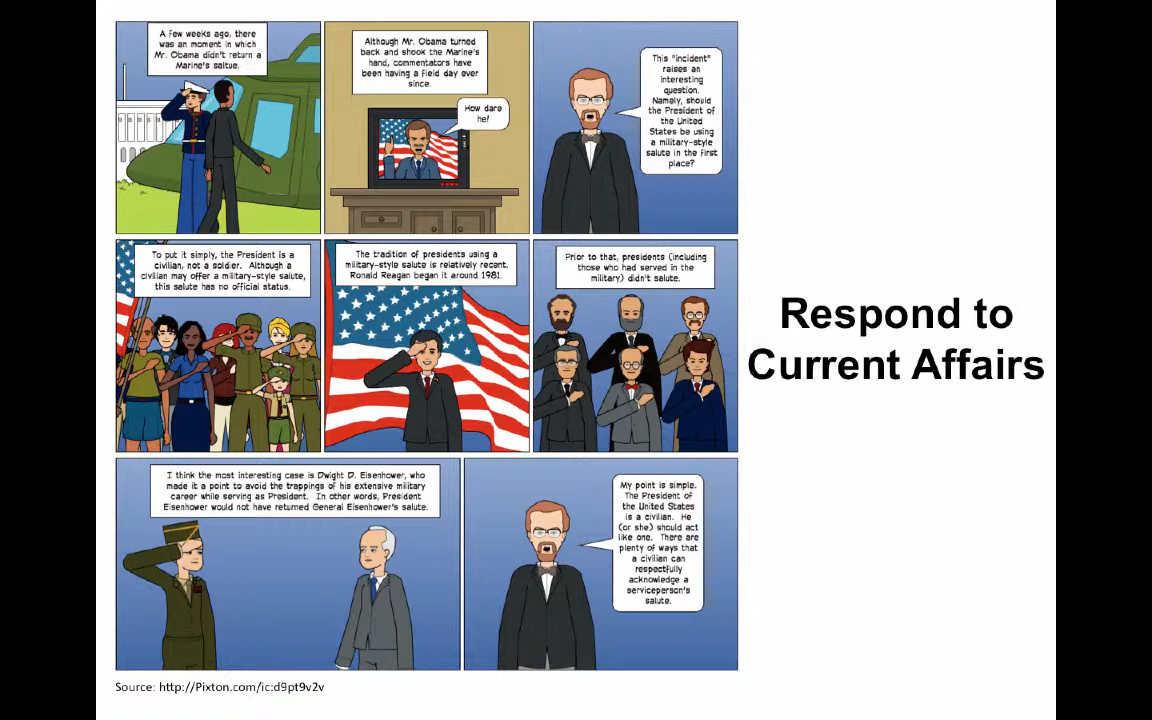 A few weeks ago, there
was an moment in which
Mr. Obama didn't return a
Marine's saltue.
Although Mr. Obama turned
back and shook the Marine's
hand, commentators have
been having a field day ever
since.
How dare
he!
This "incident"
raises an
interesting
question.
Namely, should
the President of
the United
States be using
a military-style
salute in the first
place?
To put it simply, the President is a
civilian, not a soldier. Although a
civilian may offer a military-style salute,
this salute has no official status.
The tradition of presidents using a
military-style salute is relatively recent.
Ronald Reagan began it around 1981.
Prior to that, presidents (including
those who had served in the
military) didn't salute.
Respond to
Current Affairs
I think the most interesting case is Dwight D. Eisenhower, who
made it a point to avoid the trappings of his extensive military
career while serving as President. In other words, President
Eisenhower would not have returned General Eisenhower's salute.
My point is simple.
The President of
the United States
is a civilian. He
(or she) should act
like one. There are
plenty of ways that
a civilian can
respectfully
acknowledge a
serviceperson's
salute.
Source: http://Pixton.com/ic:d9pt9v2v